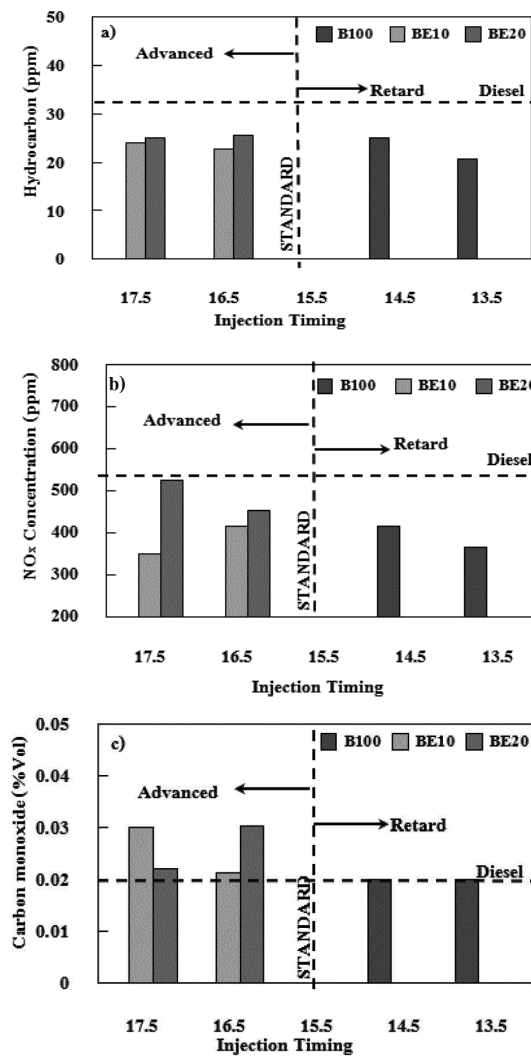 a)
B100 BE10 BE20
Advanced
Retard
Diesel
STANDARD
Hydrocarbon (ppm)
50
40
30
20
10
0
17.5 16.5 15.5 14.5 13.5
Injection Timing
b)
B100 BE10 BE20
Advanced
Retard
Diesel
STANDARD
NOx Concentration (ppm)
800
700
600
500
400
300
200
17.5 16.5 15.5 14.5 13.5
Injection Timing
c)
B100 BE10 BE20
Advanced
Retard
Diesel
STANDARD
Carbon monoxide (%Vol)
0.05
0.04
0.03
0.02
0.01
0
17.5 16.5 15.5 14.5 13.5
Injection Timing